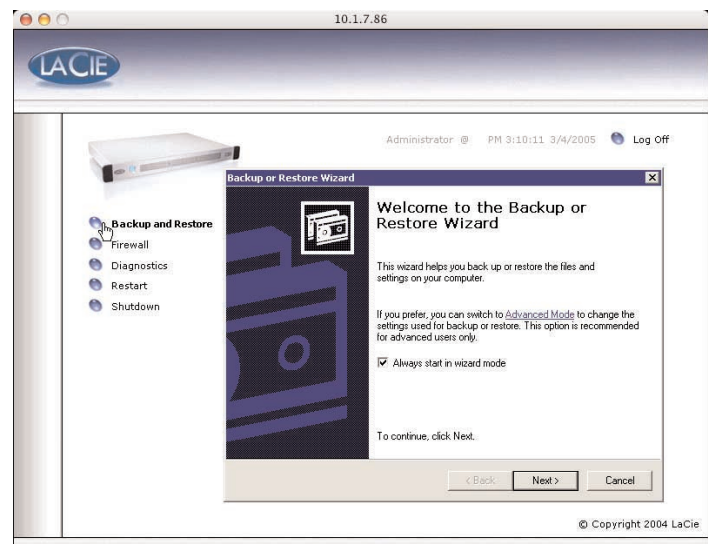 10.1.7.86
LACIE
Administrator @ PM 3:10:11 3/4/2005 Log Off
Backup and Restore
Firewall
Diagnostics
Restart
Shutdown
Backup or Restore Wizard
Welcome to the Backup or
Restore Wizard
This wizard helps you back up or restore the files and
settings on your computer.
If you prefer, you can switch to Advanced Mode to change the
settings used for backup or restore. This option is recommended
for advanced users only.
Always start in wizard mode
To continue, click Next.
< Back Next > Cancel
© Copyright 2004 LaCie